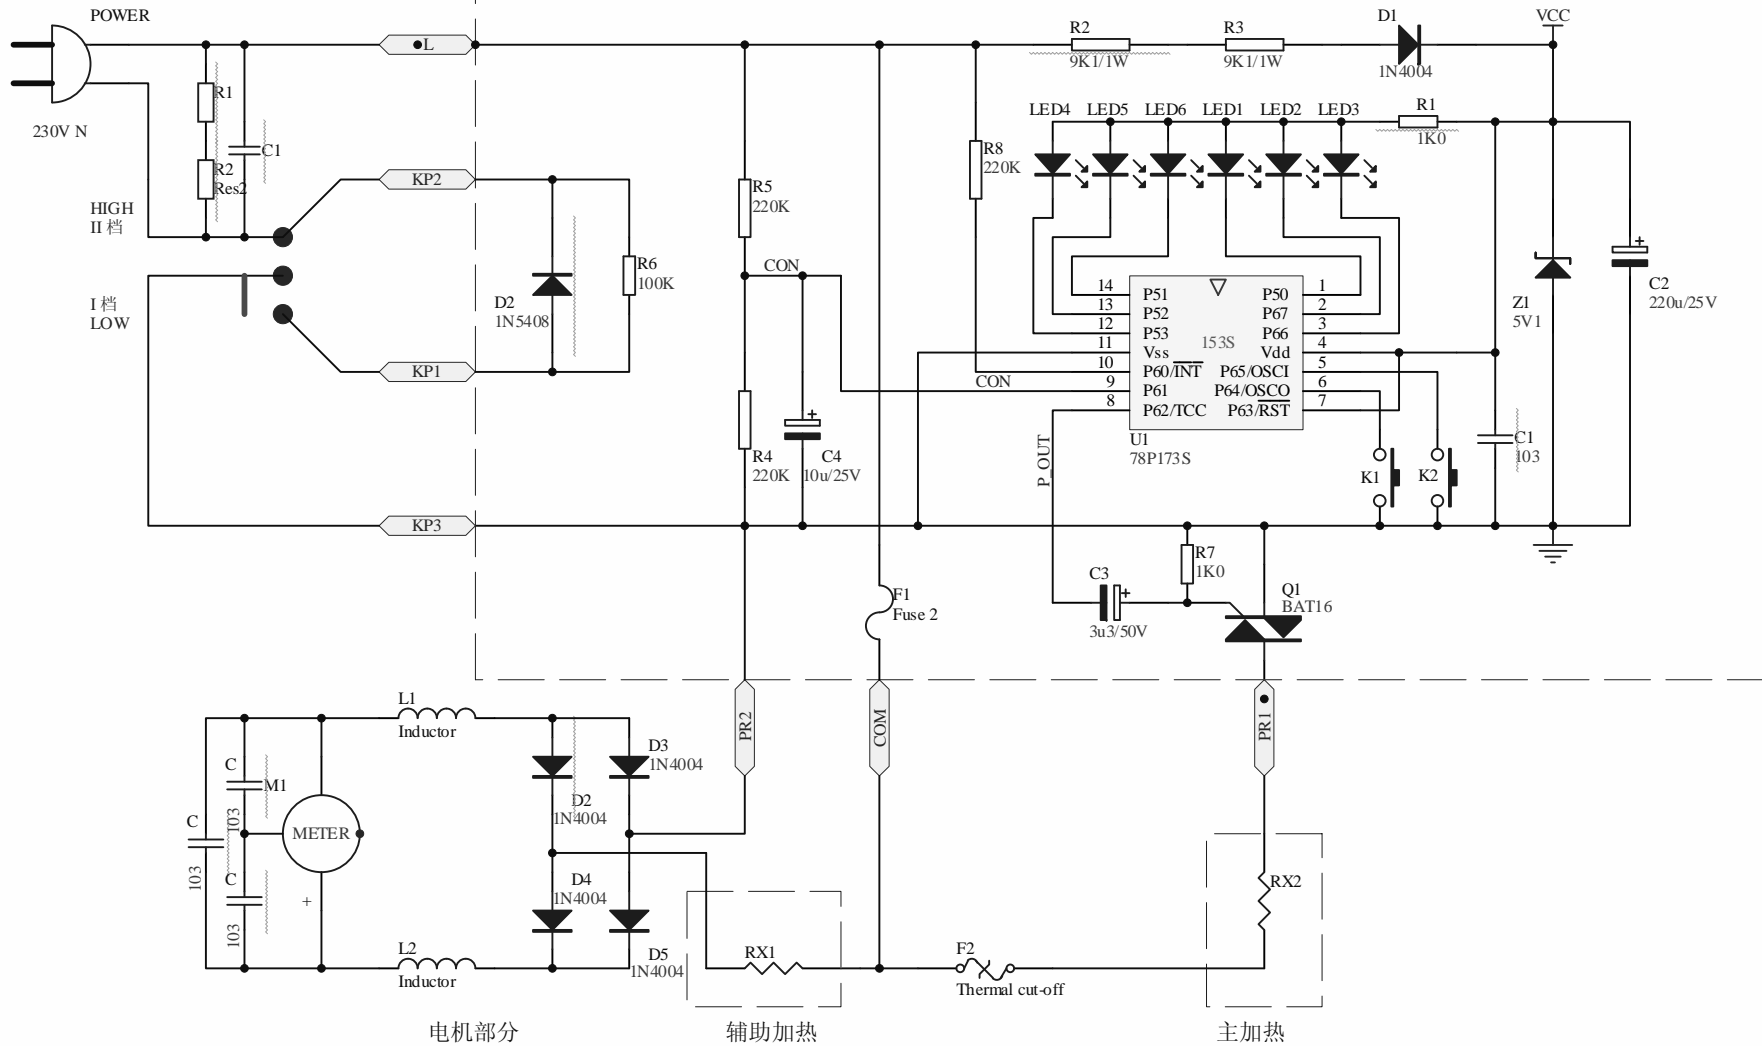 POWER
230V N
R1
R2
Res2
C1
HIGH
II 档
I 档
LOW
L
KP2
KP1
KP3
D2
1N5408
R6
100K
R5
220K
CON
R4
220K
C4
10u/25V
F1
Fuse 2
R2
9K1/1W
R3
9K1/1W
D1
1N4004
VCC
LED4
LED5
LED6
LED1
LED2
LED3
R1
1K0
R8
220K
14
13
12
11
10
9
8
P51
P52
P53
Vss
P60/INT
P61
P62/TCC
153S
P50
P67
P66
Vdd
P65/OSCI
P64/OSCO
P63/RST
1
2
3
4
5
6
7
CON
U1
78P173S
P_OUT
K1
K2
C1
103
Z1
5V1
C2
220u/25V
C3
3u3/50V
R7
1K0
Q1
BAT16
PR2
COM
PR1
L1
Inductor
C
M1
103
C
103
C
103
METER
+
L2
Inductor
D3
1N4004
D2
1N4004
D4
1N4004
D5
1N4004
RX1
F2
Thermal cut-off
RX2
电机部分
辅助加热
主加热